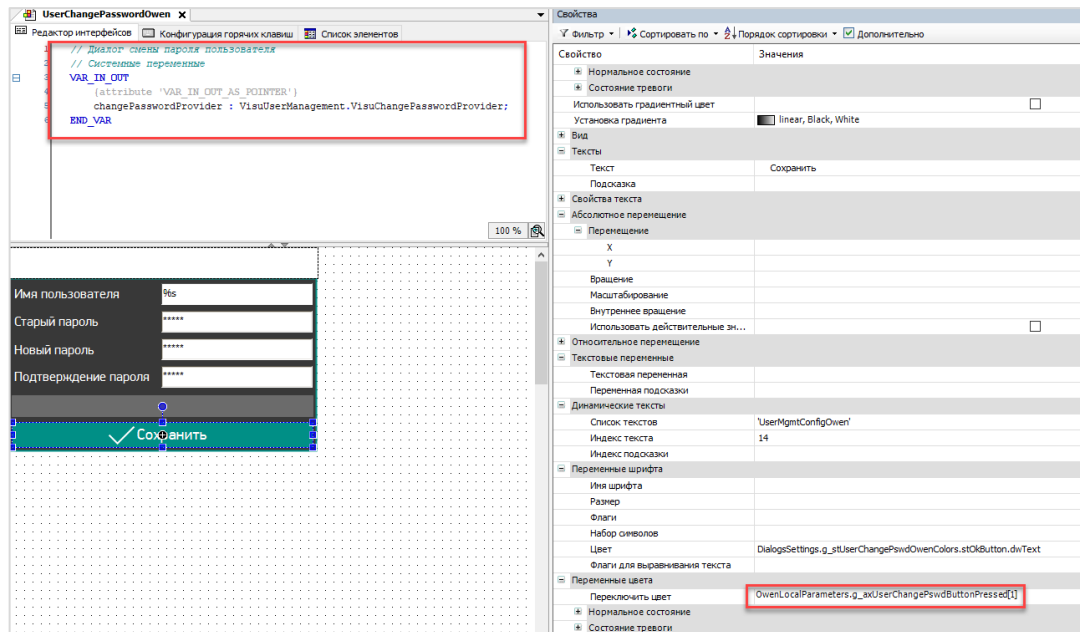 UserChangePasswordOwen x
Редактор интерфейсов Конфигурация горячих клавиш Список элементов
1 // Диалог смены пароля пользователя
2 // Системные переменные
3 VAR_IN_OUT
4 {attribute 'VAR_IN_OUT_AS_POINTER'}
5 changePasswordProvider : VisuUserManagement.VisuChangePasswordProvider;
6 END_VAR
100 %
Имя пользователя %s
Старый пароль *****
Новый пароль *****
Подтверждение пароля *****
Сохранить
Свойства
Фильтр Сортировать по Порядок сортировки Дополнительно
Свойство Значения
Нормальное состояние
Состояние тревоги
Использовать градиентный цвет
Установка градиента linear, Black, White
Вид
Тексты
Текст Сохранить
Подсказка
Свойства текста
Абсолютное перемещение
Перемещение
X
Y
Вращение
Масштабирование
Внутреннее вращение
Использовать действительные зн...
Относительное перемещение
Текстовые переменные
Текстовая переменная
Переменная подсказки
Динамические тексты
Список текстов 'UserMgmtConfigOwen'
Индекс текста 14
Индекс подсказки
Переменные шрифта
Имя шрифта
Размер
Флаги
Набор символов
Цвет DialogsSettings.g_stUserChangePswdOwenColors.stOkButton.dwText
Флаги для выравнивания текста
Переменные цвета
Переключить цвет OwenLocalParameters.g_axUserChangePswdButtonPressed[1]
Нормальное состояние
Состояние тревоги